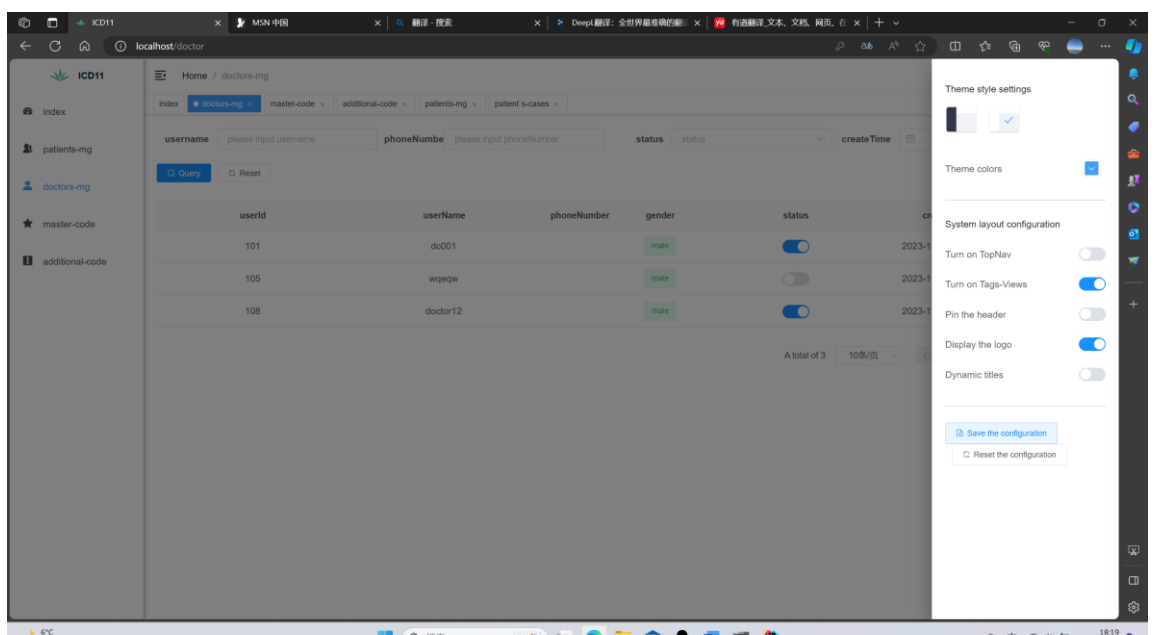 ICD11
MSN 中国
翻译 - 搜索
DeepL翻译：全世界最准确的翻
有道翻译_文本、文档、网页、在
localhost/doctor
ICD11
Home / doctors-mg
index
doctors-mg
master-code
additional-code
patients-mg
patient's-cases
index
patients-mg
doctors-mg
master-code
additional-code
username please input username phoneNumbe please input phoneNumber status status createTime
Query Reset
userId userName phoneNumber gender status
101 dc001 male 2023-1
105 wqeqw male 2023-1
108 doctor12 male 2023-1
A total of 3 10条/页
Theme style settings
Theme colors
System layout configuration
Turn on TopNav
Turn on Tags-Views
Pin the header
Display the logo
Dynamic titles
Save the configuration
Reset the configuration
6°C
18:19